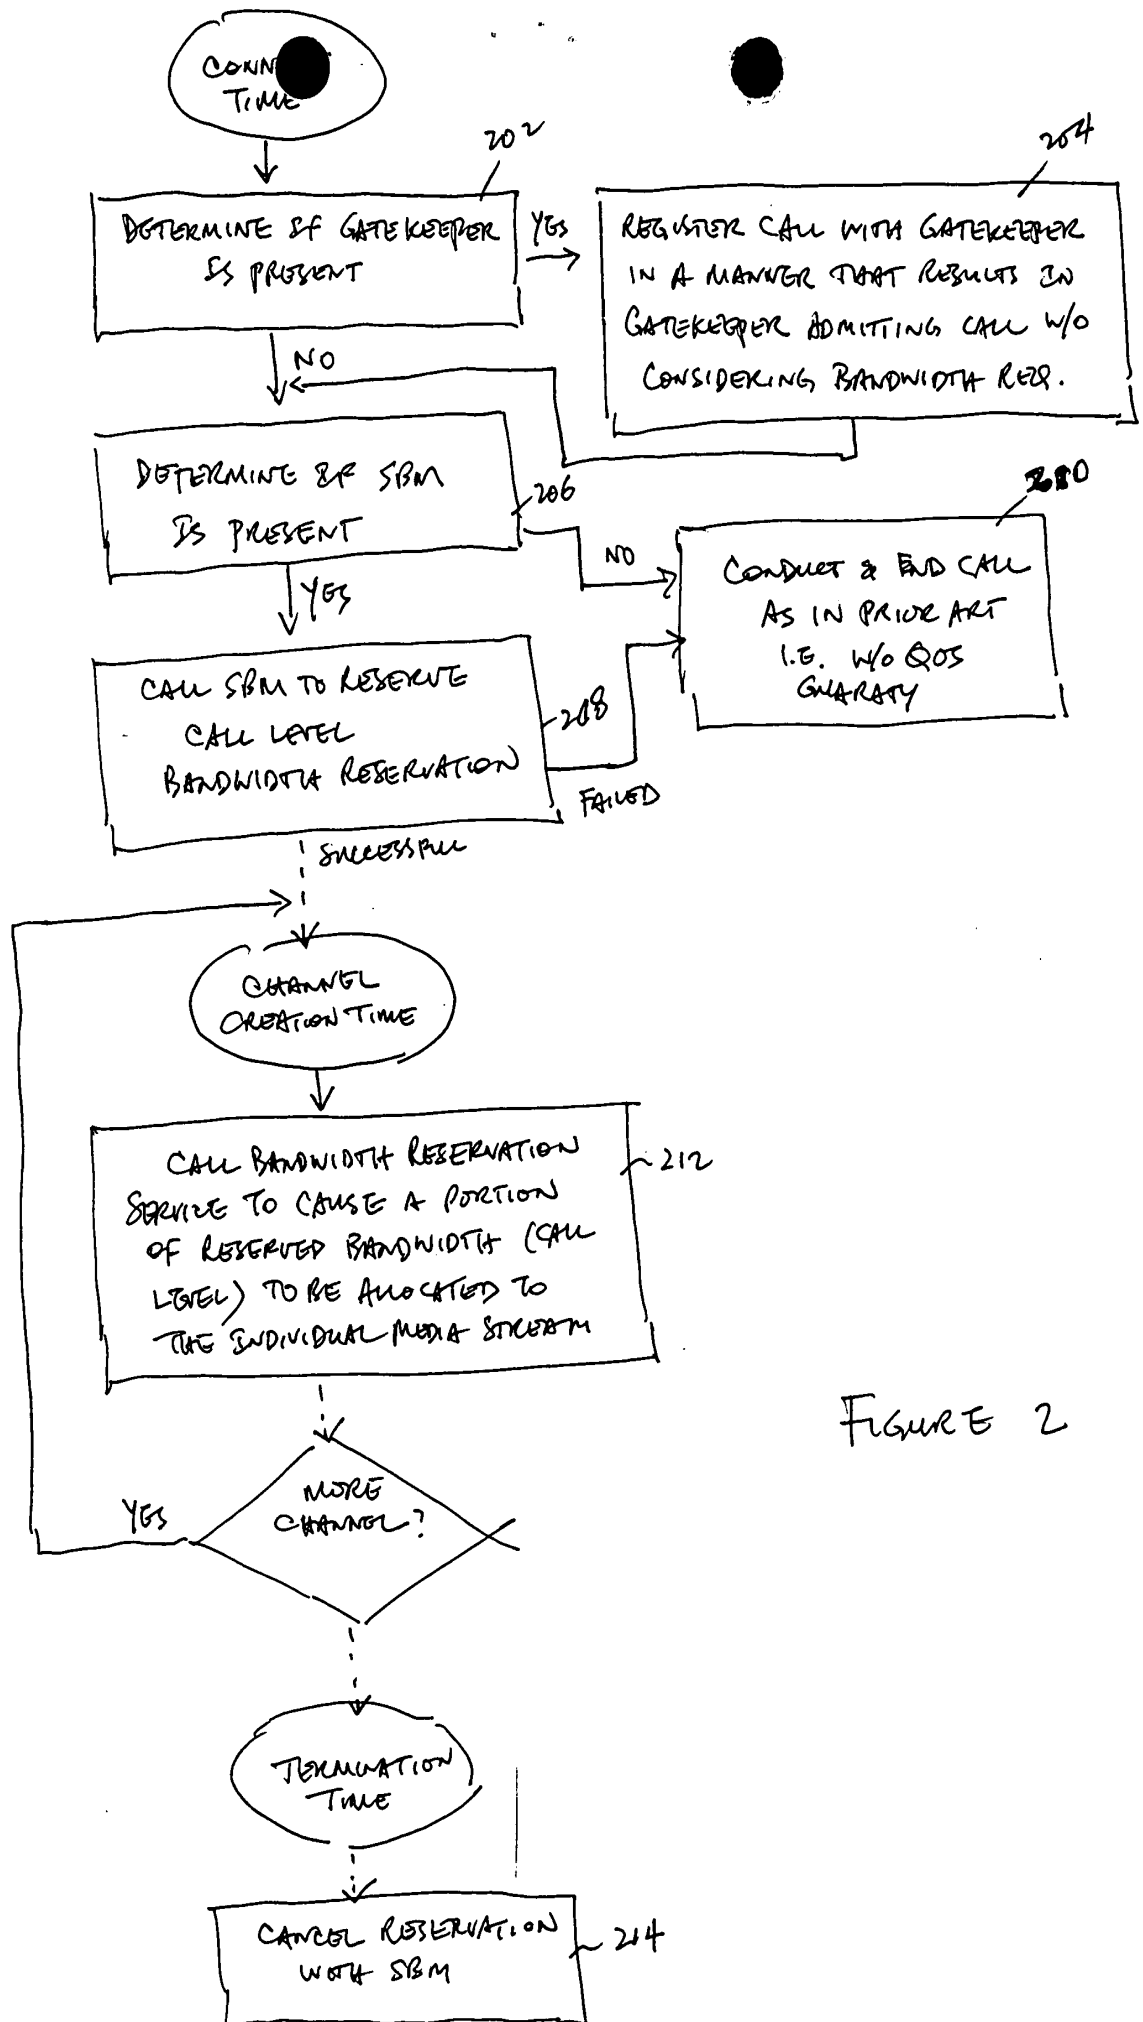 TIME
202
DETERMINE IF GATEKEEPER
IS PRESENT
YES
204
REGISTER CALL WITH GATEKEEPER
IN A MANNER THAT RESULTS IN
GATEKEEPER ADMITTING CALL W/O
CONSIDERING BANDWIDTH REQ.
NO
DETERMINE IF SBM
IS PRESENT
206
NO
210
CONDUCT & END CALL
AS IN PRIOR ART
I.E. W/O QOS
GUARATY
YES
CALL SBM TO RESERVE
CALL LEVEL
BANDWIDTH RESERVATION
208
FAILED
SUCCESSFUL
CHANNEL
CREATION TIME
CALL BANDWIDTH RESERVATION
SERVICE TO CAUSE A PORTION
OF RESERVED BANDWIDTH (CALL
LEVEL) TO BE ALLOCATED TO
THE INDIVIDUAL MEDIA STREAM
212
FIGURE 2
MORE
CHANNEL?
YES
TERMINATION
TIME
CANCEL RESERVATION
WITH SBM
214